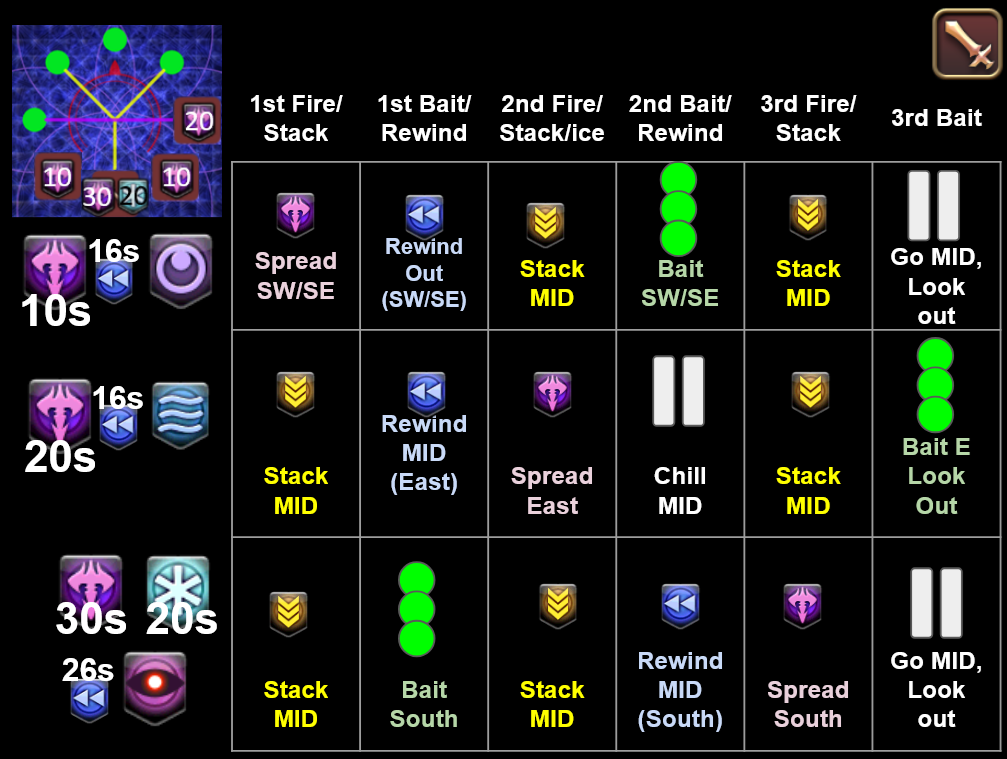 20
10
10
30
20
1st Fire/
Stack
1st Bait/
Rewind
2nd Fire/
Stack/ice
2nd Bait/
Rewind
3rd Fire/
Stack
3rd Bait
16s
10s
Spread
SW/SE
Rewind
Out
(SW/SE)
Stack
MID
Bait
SW/SE
Stack
MID
Go MID,
Look
out
16s
20s
Stack
MID
Rewind
MID
(East)
Spread
East
Chill
MID
Stack
MID
Bait E
Look
Out
30s 20s
26s
Stack
MID
Bait
South
Stack
MID
Rewind
MID
(South)
Spread
South
Go MID,
Look
out